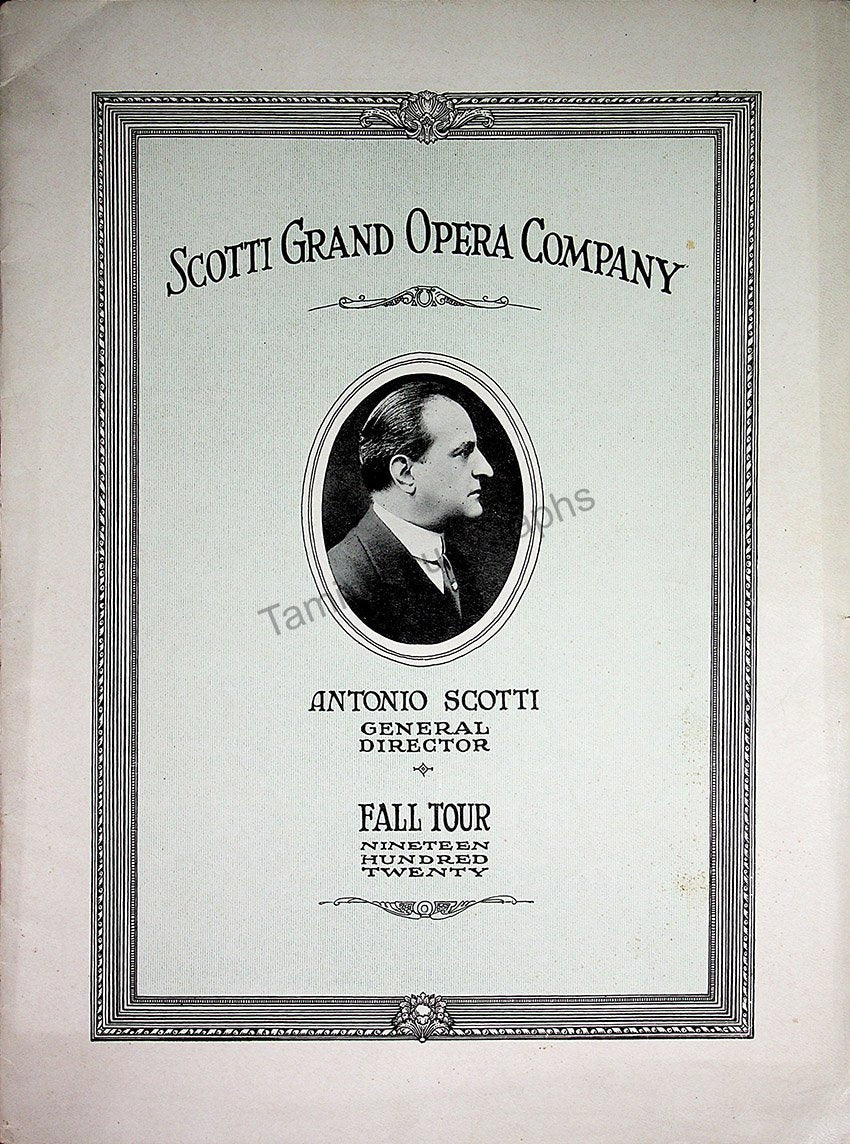 SCOTTI GRAND OPERA COMPANY
ANTONIO SCOTTI
GENERAL
DIRECTOR
FALL TOUR
NINETEEN
HUNDRED
TWENTY